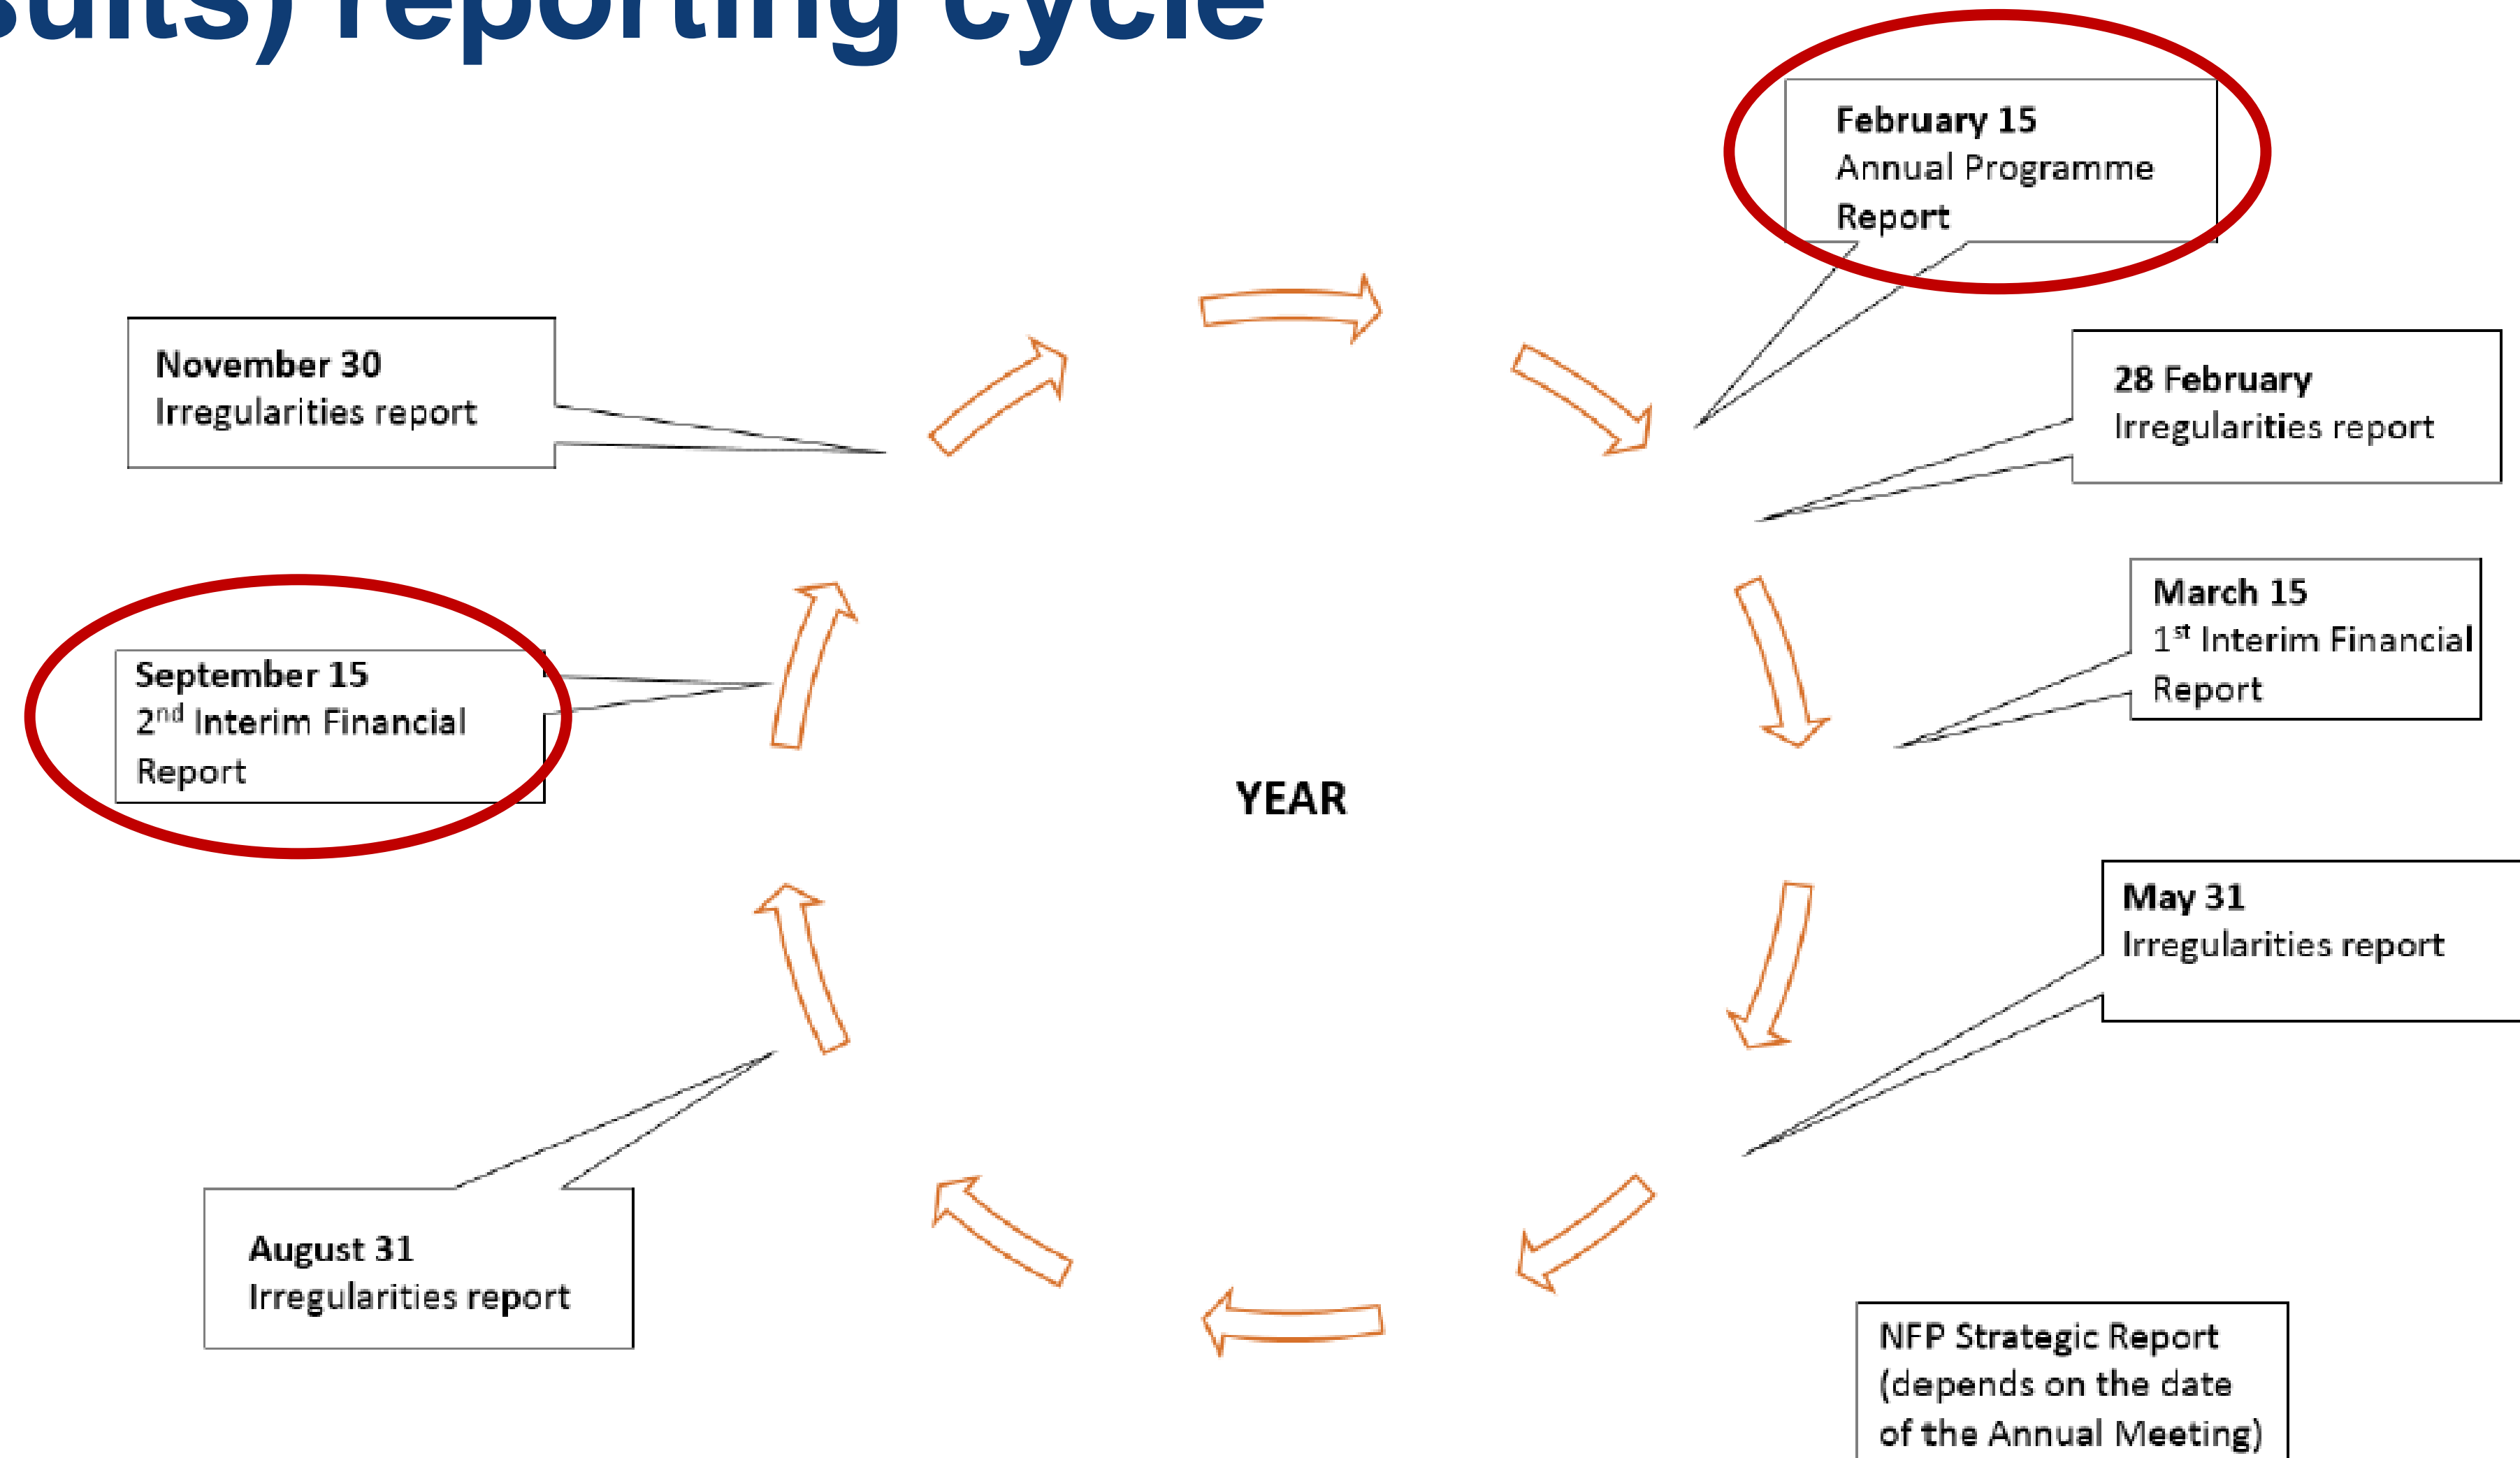 sults) reporting cycle
February 15
Annual Programme
Report
November 30
Irregularities report
28 February
Irregularities report
March 15
1st Interim Financial
Report
September 15
2nd Interim Financial
Report
YEAR
May 31
Irregularities report
August 31
Irregularities report
NFP Strategic Report
(depends on the date
of the Annual Meeting)